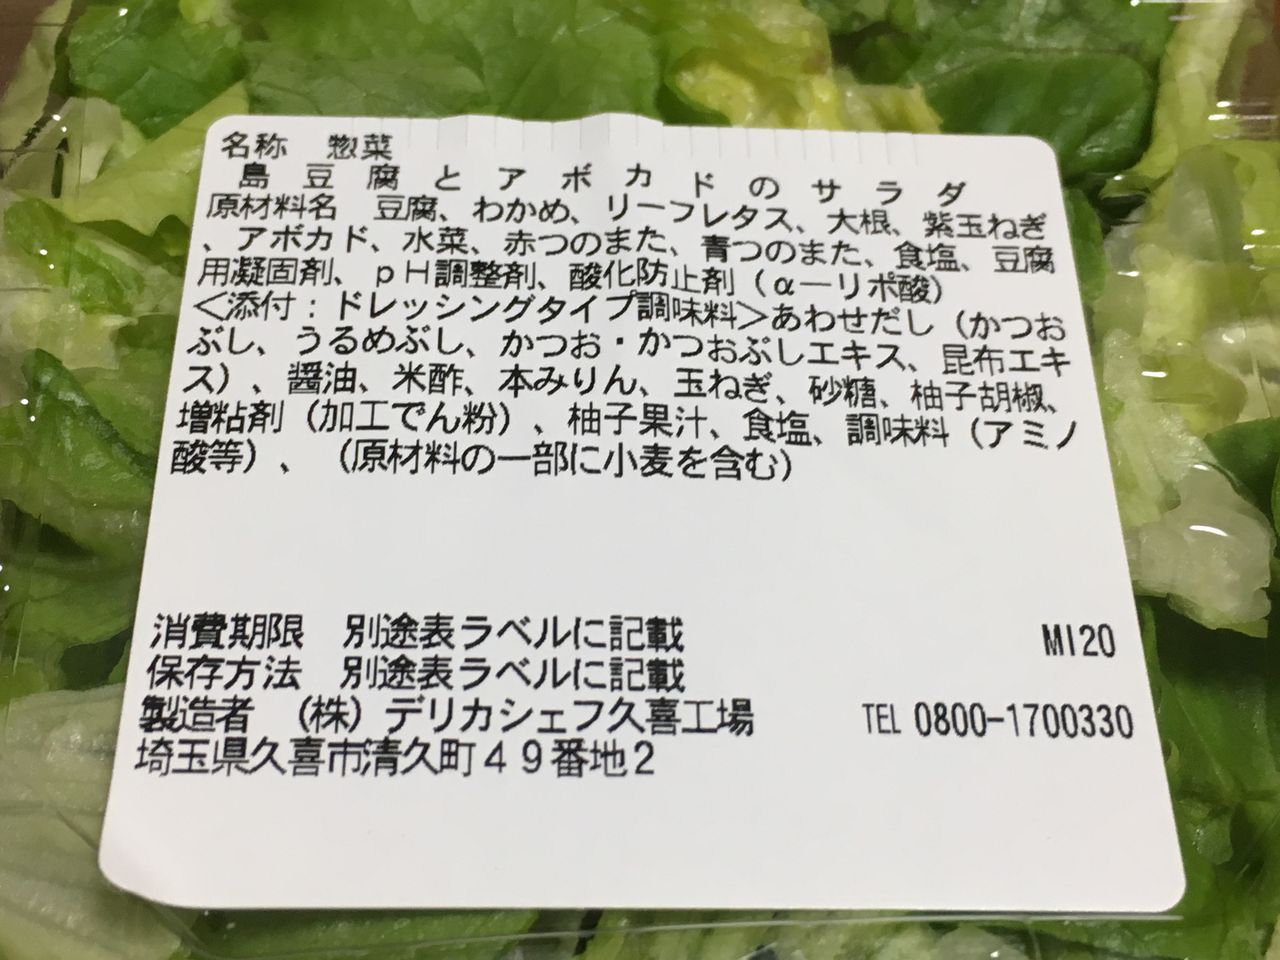 名称　惣菜
島豆腐とアボカドのサラダ
原材料名　豆腐、わかめ、リーフレタス、大根、紫玉ねぎ
、アボカド、水菜、赤つのまた、青つのまた、食塩、豆腐
用凝固剤、ｐＨ調整剤、酸化防止剤（α－リポ酸）
＜添付：ドレッシングタイプ調味料＞あわせだし（かつお
ぶし、うるめぶし、かつお・かつおぶしエキス、昆布エキ
ス）、醤油、米酢、本みりん、玉ねぎ、砂糖、柚子胡椒、
増粘剤（加工でん粉）、柚子果汁、食塩、調味料（アミノ
酸等）、（原材料の一部に小麦を含む）
消費期限　別途表ラベルに記載　MI20
保存方法　別途表ラベルに記載
製造者　（株）デリカシェフ久喜工場　TEL 0800-1700330
埼玉県久喜市清久町４９番地２